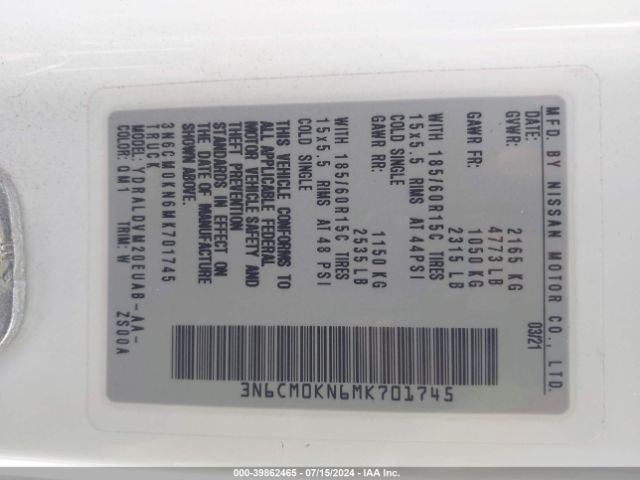 MFD. BY NISSAN MOTOR CO., LTD.
DATE: 03/21
GVWR: 2165 KG
4773 LB
GAWR FR: 1050 KG
2315 LB
WITH 185/60R15C TIRES
15x5.5 RIMS AT 44PSI
COLD SINGLE
GAWR RR: 1150 KG
2535 LB
WITH 185/60R15C TIRES
15x5.5 RIMS AT 48 PSI
COLD SINGLE
THIS VEHICLE CONFORMS TO
ALL APPLICABLE FEDERAL
MOTOR VEHICLE SAFETY AND
THEFT PREVENTION
STANDARDS IN EFFECT ON
THE DATE OF MANUFACTURE
SHOWN ABOVE.
3N6CM0KN6MK701745
TRUCK
YDRALDVM20EUAB-AA-
ZS00A
COLOR: QM1 TRIM: W
3N6CM0KN6MK701745
000-39862465 - 07/15/2024 - IAA Inc.